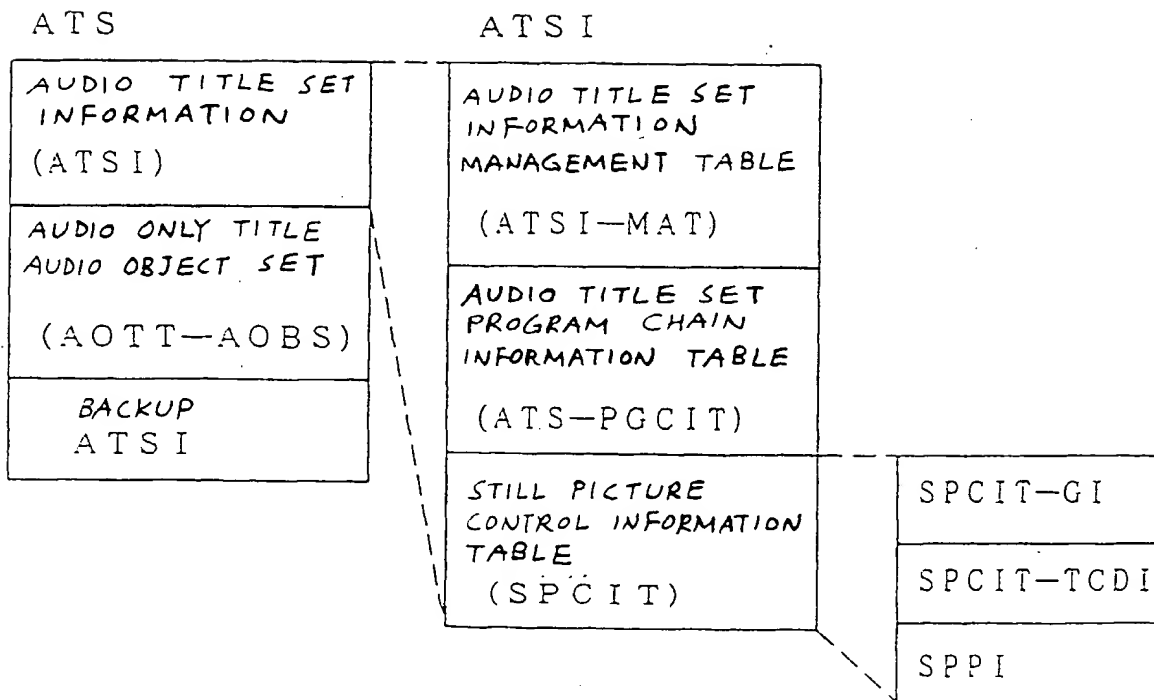 ATS
AUDIO TITLE SET
INFORMATION
(ATSI)
AUDIO ONLY TITLE
AUDIO OBJECT SET
(AOTT-AOBS)
BACKUP
ATSI
ATSI
AUDIO TITLE SET
INFORMATION
MANAGEMENT TABLE
(ATSI-MAT)
AUDIO TITLE SET
PROGRAM CHAIN
INFORMATION TABLE
(ATS-PGCIT)
STILL PICTURE
CONTROL INFORMATION
TABLE
(SPCIT)
SPCIT-GI
SPCIT-TCDI
SPPI